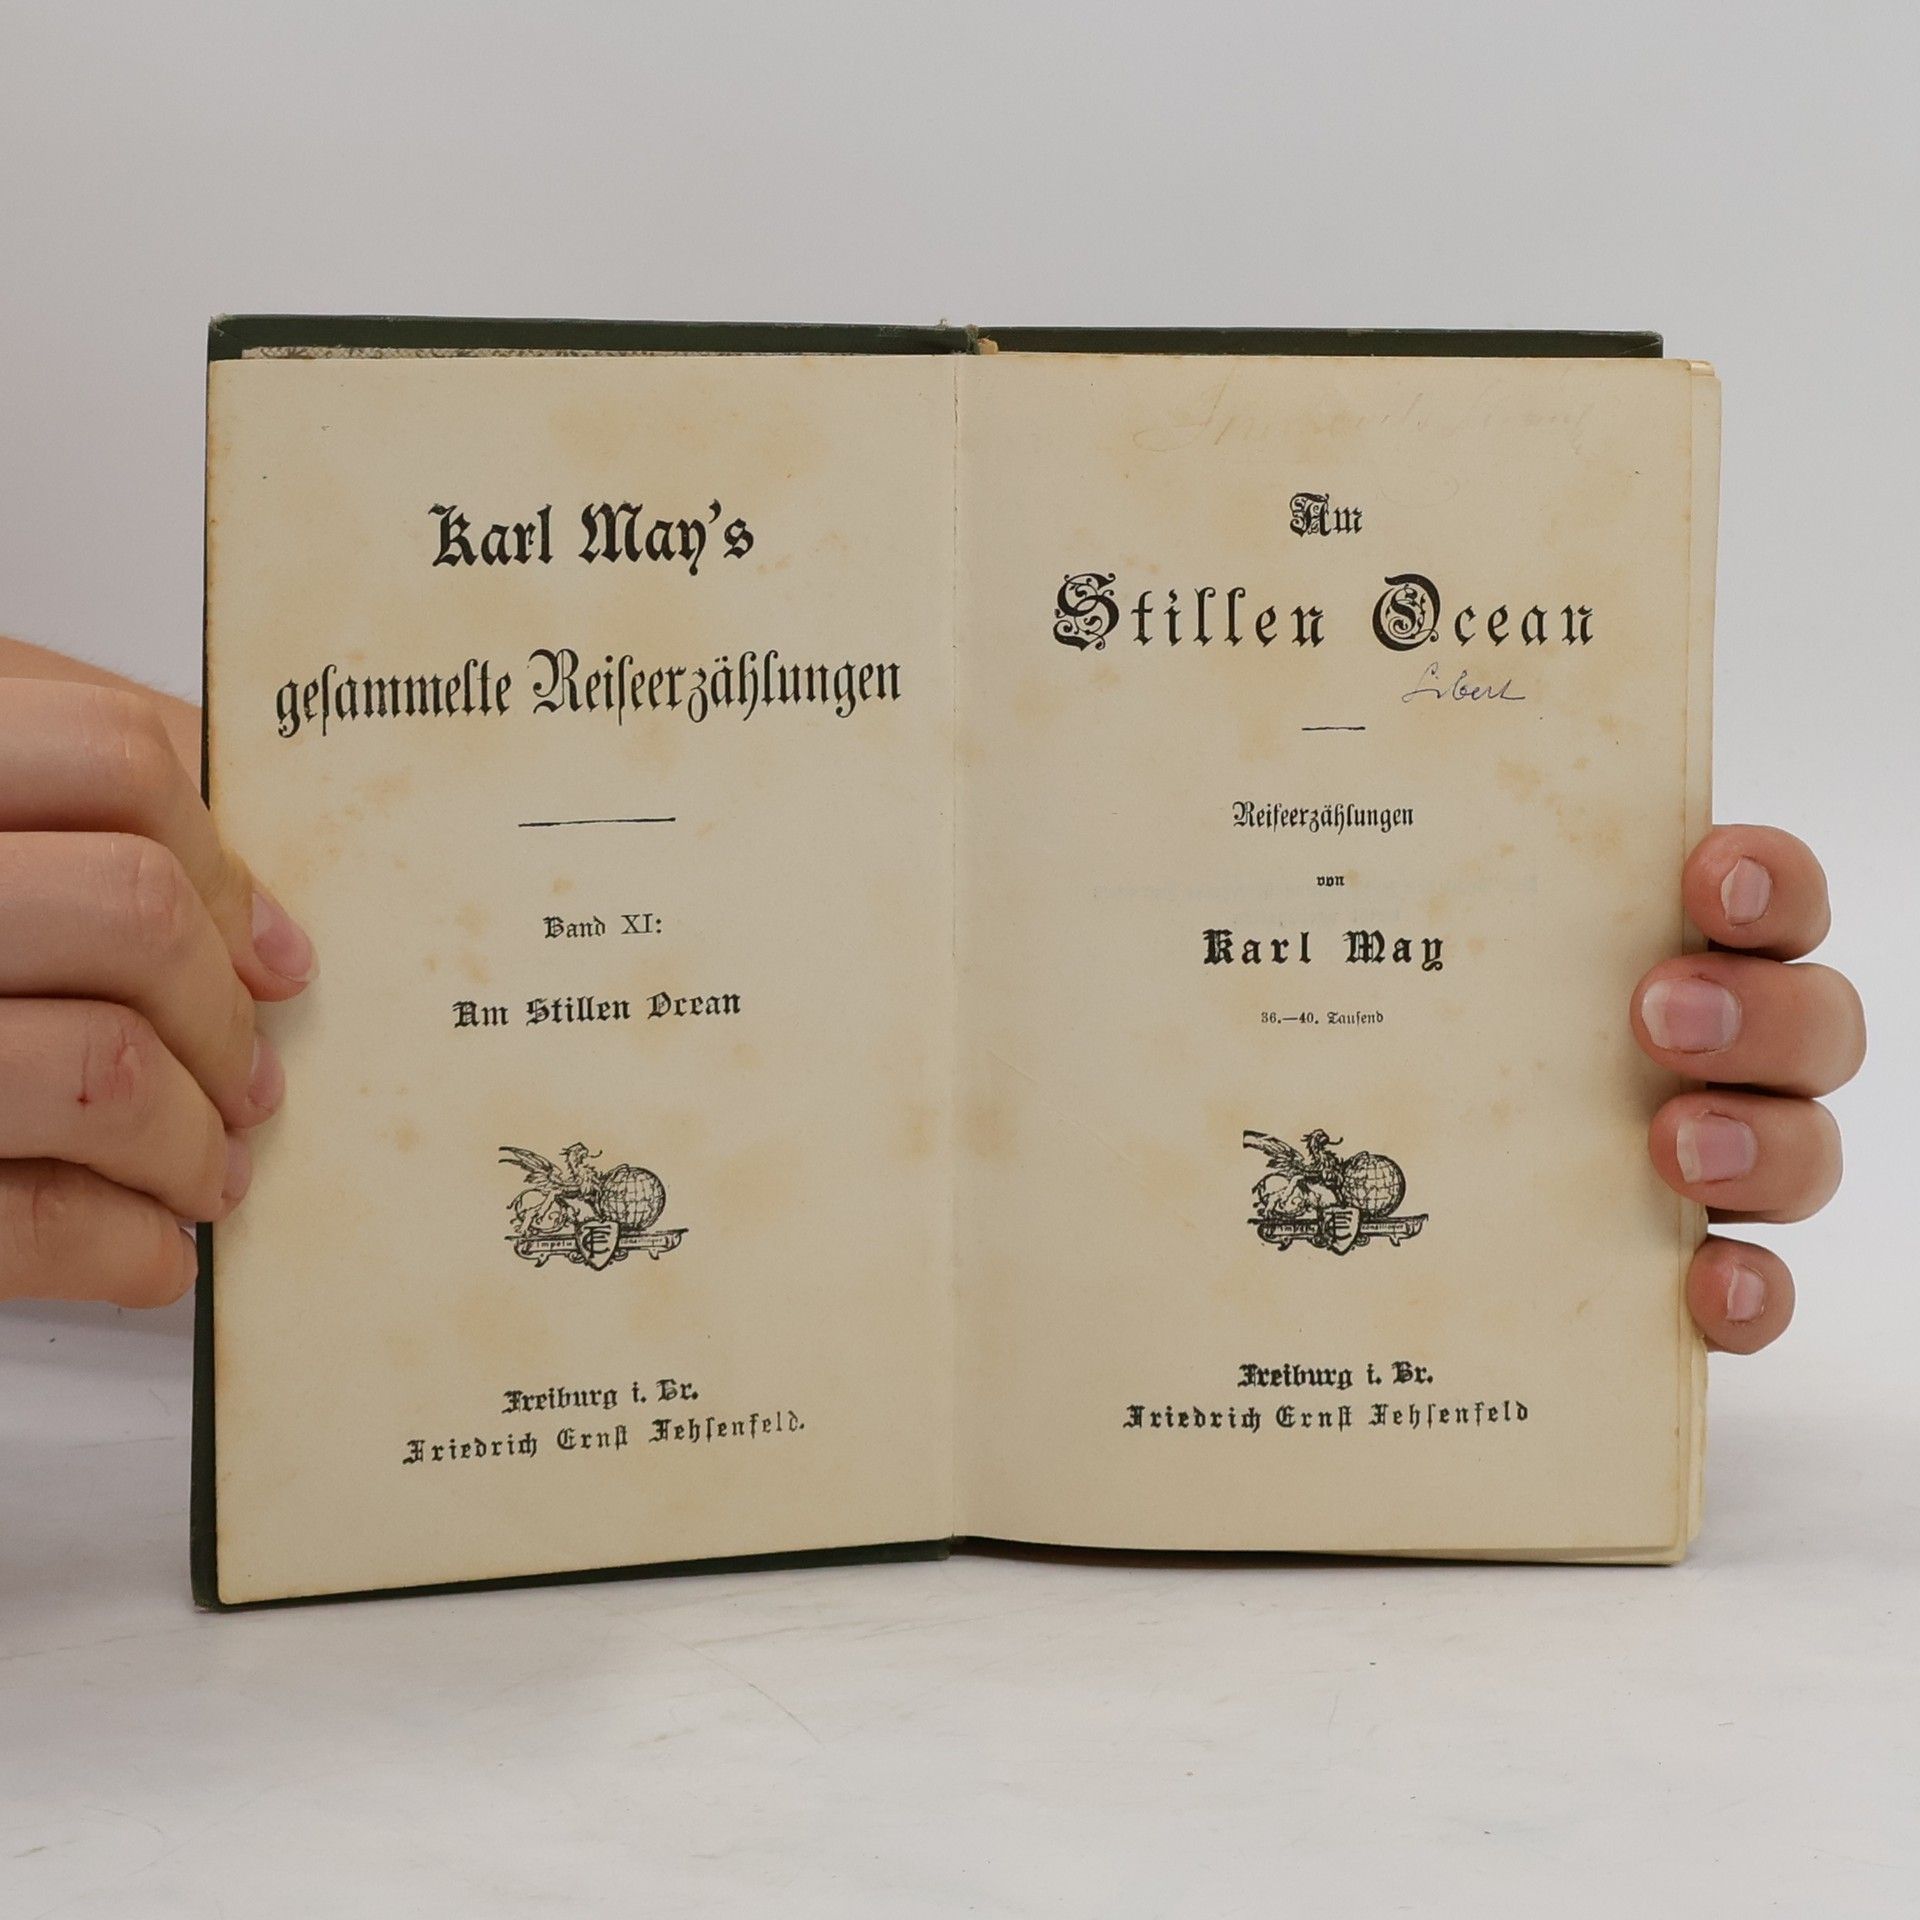 Karl May's
gesammelte Reiseerzählungen
Band XI:
Am Stillen Ocean
Freiburg i. Br.
Friedrich Ernst Fehsenfeld.
Am
Stillen Ocean
Reiseerzählungen
von
Karl May
36.—40. Tausend
Freiburg i. Br.
Friedrich Ernst Fehsenfeld